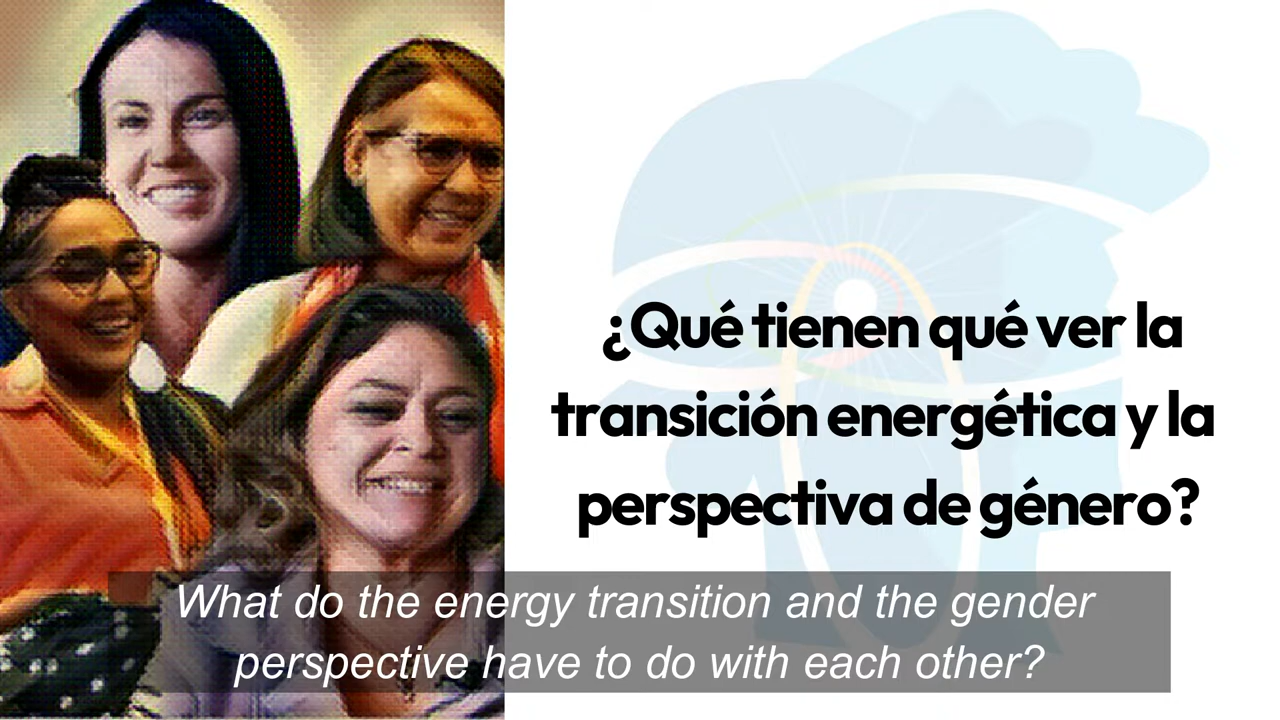 ¿Qué tienen qué ver la
transición energética y la
perspectiva de género?
What do the energy transition and the gender
perspective have to do with each other?